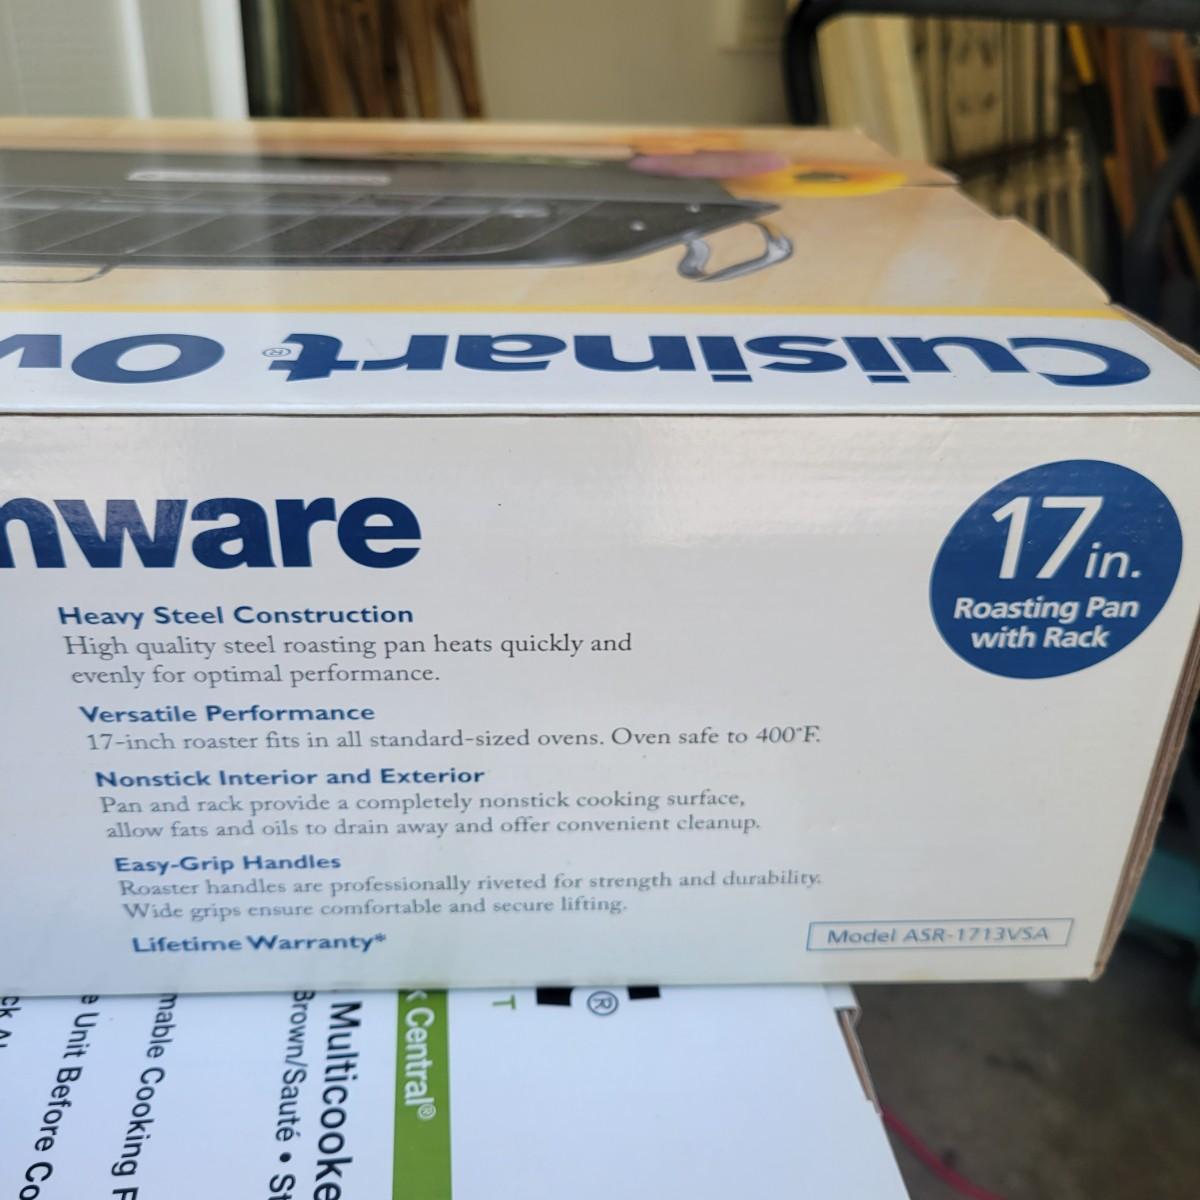 Cuisinart® Ov
nware
17 in.
Roasting Pan
with Rack
Heavy Steel Construction
High quality steel roasting pan heats quickly and
evenly for optimal performance.
Versatile Performance
17-inch roaster fits in all standard-sized ovens. Oven safe to 400°F.
Nonstick Interior and Exterior
Pan and rack provide a completely nonstick cooking surface,
allow fats and oils to drain away and offer convenient cleanup.
Easy-Grip Handles
Roaster handles are professionally riveted for strength and durability.
Wide grips ensure comfortable and secure lifting.
Lifetime Warranty*
Model ASR-1713VSA
®
T
k Central®
Multicooke
Brown/Sauté • St
mable Cooking F
e Unit Before Co